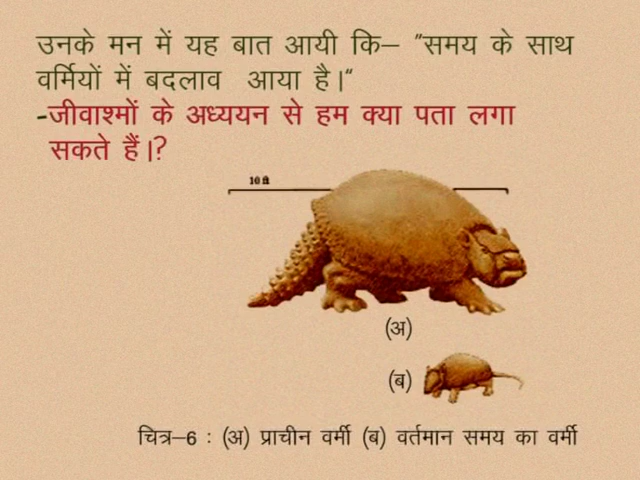 उनके मन में यह बात आयी कि– "समय के साथ
वर्मियों में बदलाव आया है।"
-जीवाश्मों के अध्ययन से हम क्या पता लगा
सकते हैं।?
10 ft
(अ)
(ब)
चित्र–6 : (अ) प्राचीन वर्मी (ब) वर्तमान समय का वर्मी